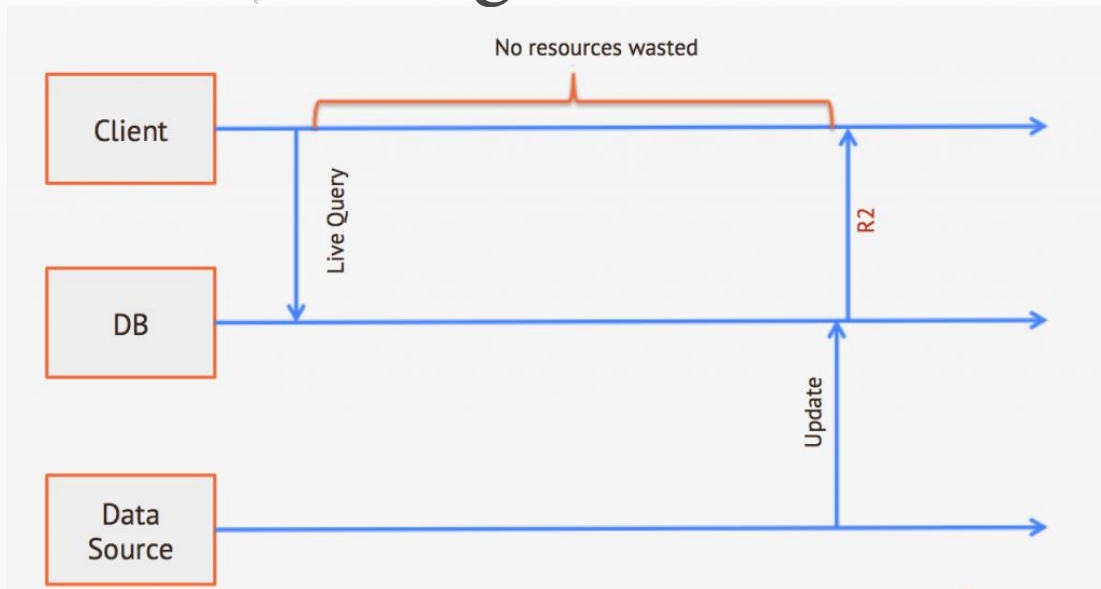 No resources wasted
Client
Live Query
R2
DB
Update
Data
Source